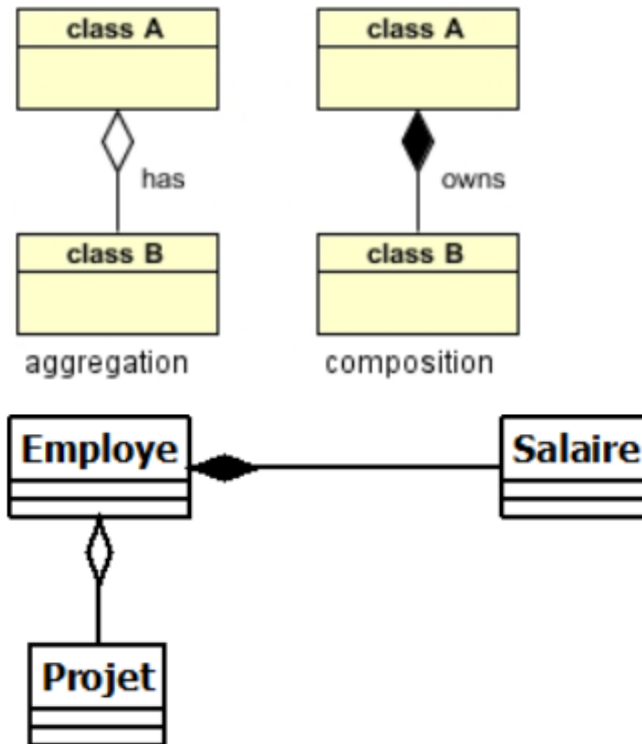 class A
class A
has
owns
class B
class B
aggregation
composition
Employe
Salaire
Projet